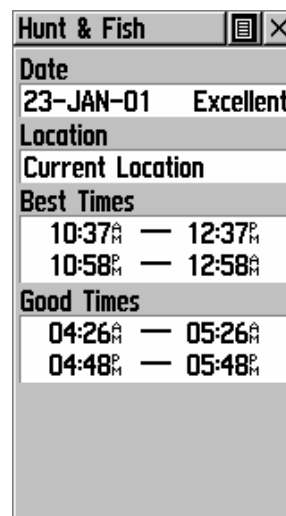 Hunt & Fish
Date
23-JAN-01 Excellent
Location
Current Location
Best Times
10:37AM — 12:37PM
10:58PM — 12:58AM
Good Times
04:26AM — 05:26AM
04:48PM — 05:48PM